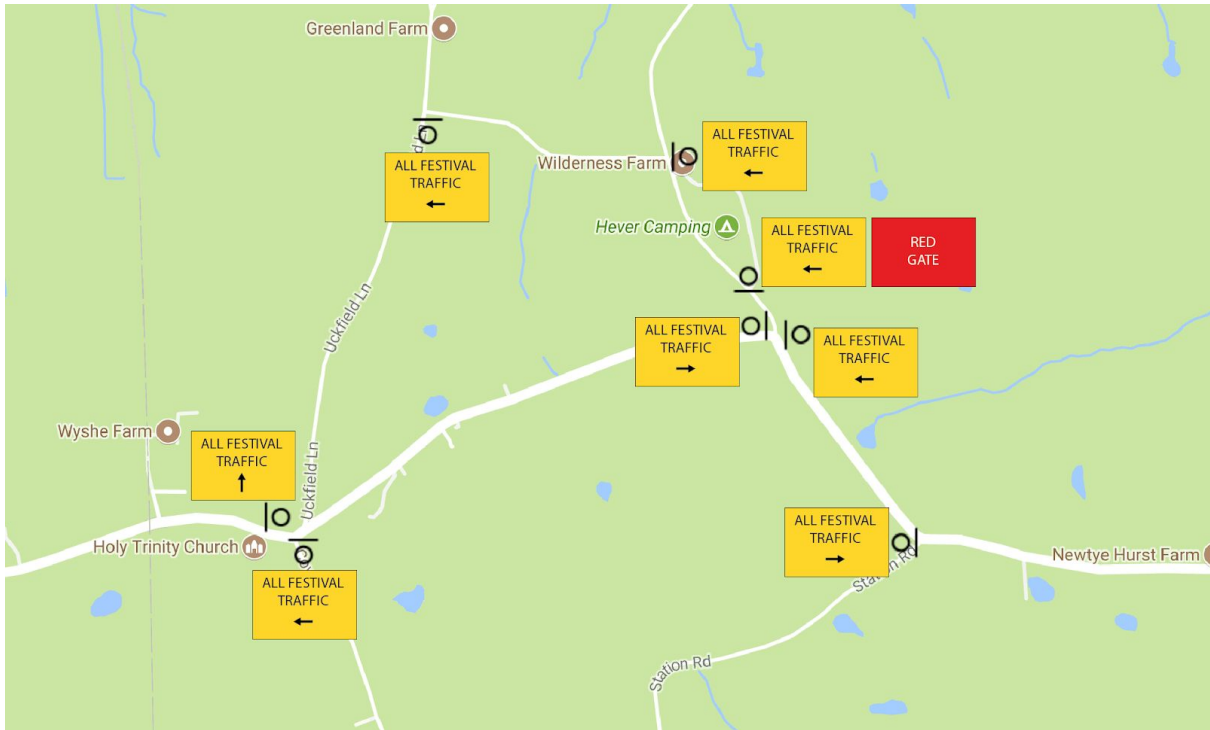 Greenland Farm
d Ln
ALL FESTIVAL
TRAFFIC
←
Wilderness Farm
ALL FESTIVAL
TRAFFIC
←
Hever Camping
ALL FESTIVAL
TRAFFIC
←
RED
GATE
Uckfield Ln
ALL FESTIVAL
TRAFFIC
→
ALL FESTIVAL
TRAFFIC
←
Wyshe Farm
ALL FESTIVAL
TRAFFIC
↑
Uckfield Ln
Holy Trinity Church
ALL FESTIVAL
TRAFFIC
←
ALL FESTIVAL
TRAFFIC
→
Station Rd
Newtye Hurst Farm
Station Rd